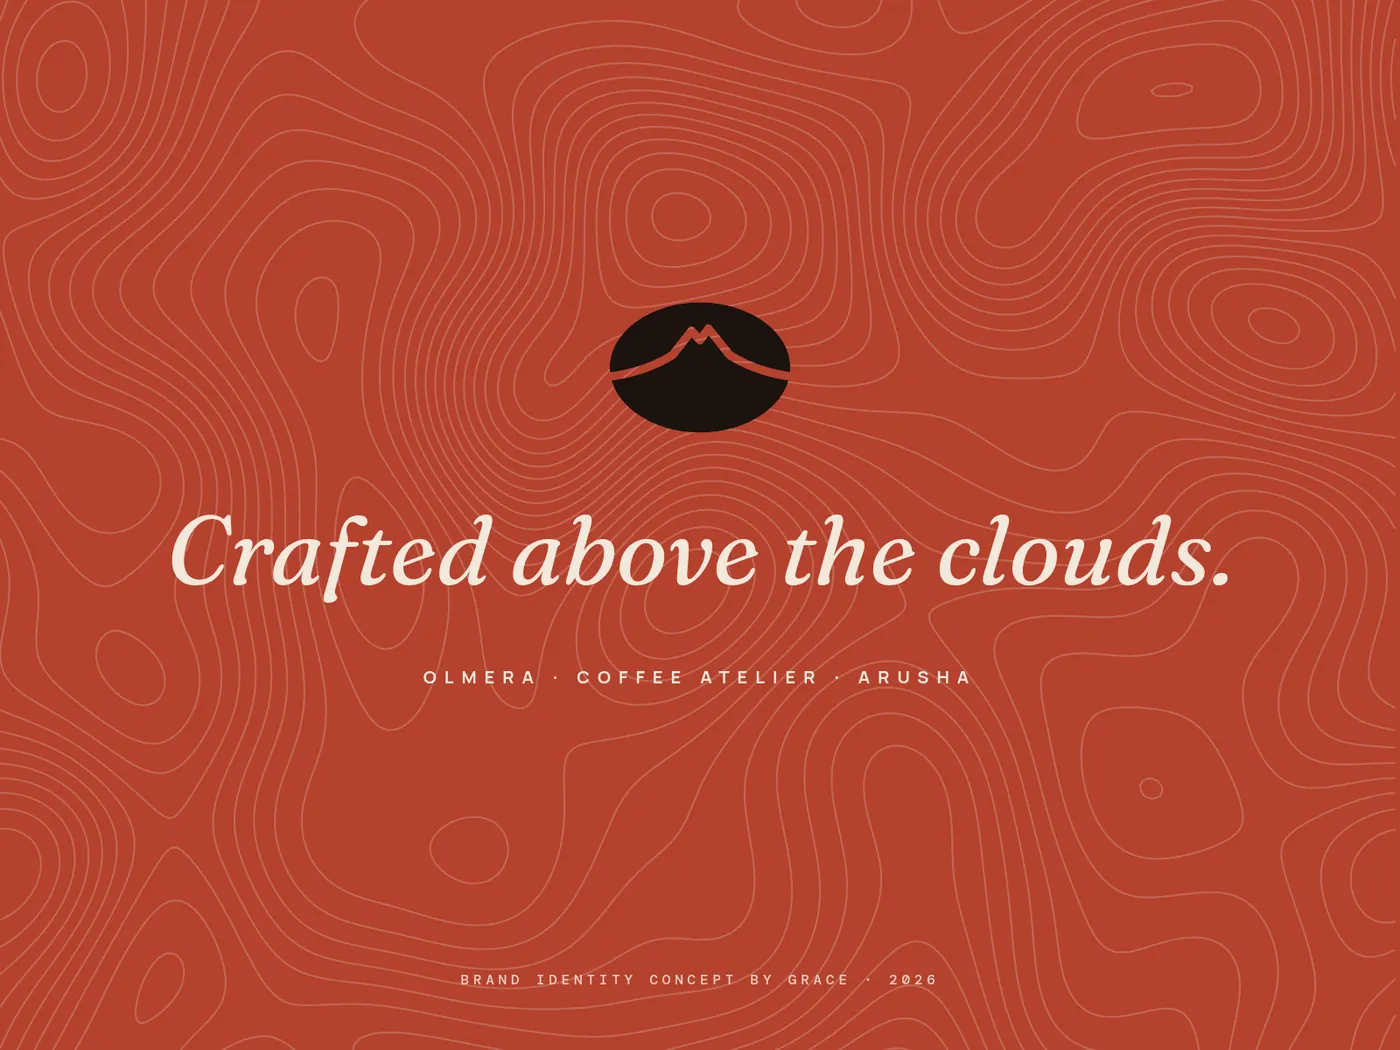 Crafted above the clouds.
OLMERA · COFFEE ATELIER · ARUSHA
BRAND IDENTITY CONCEPT BY GRACE · 2026